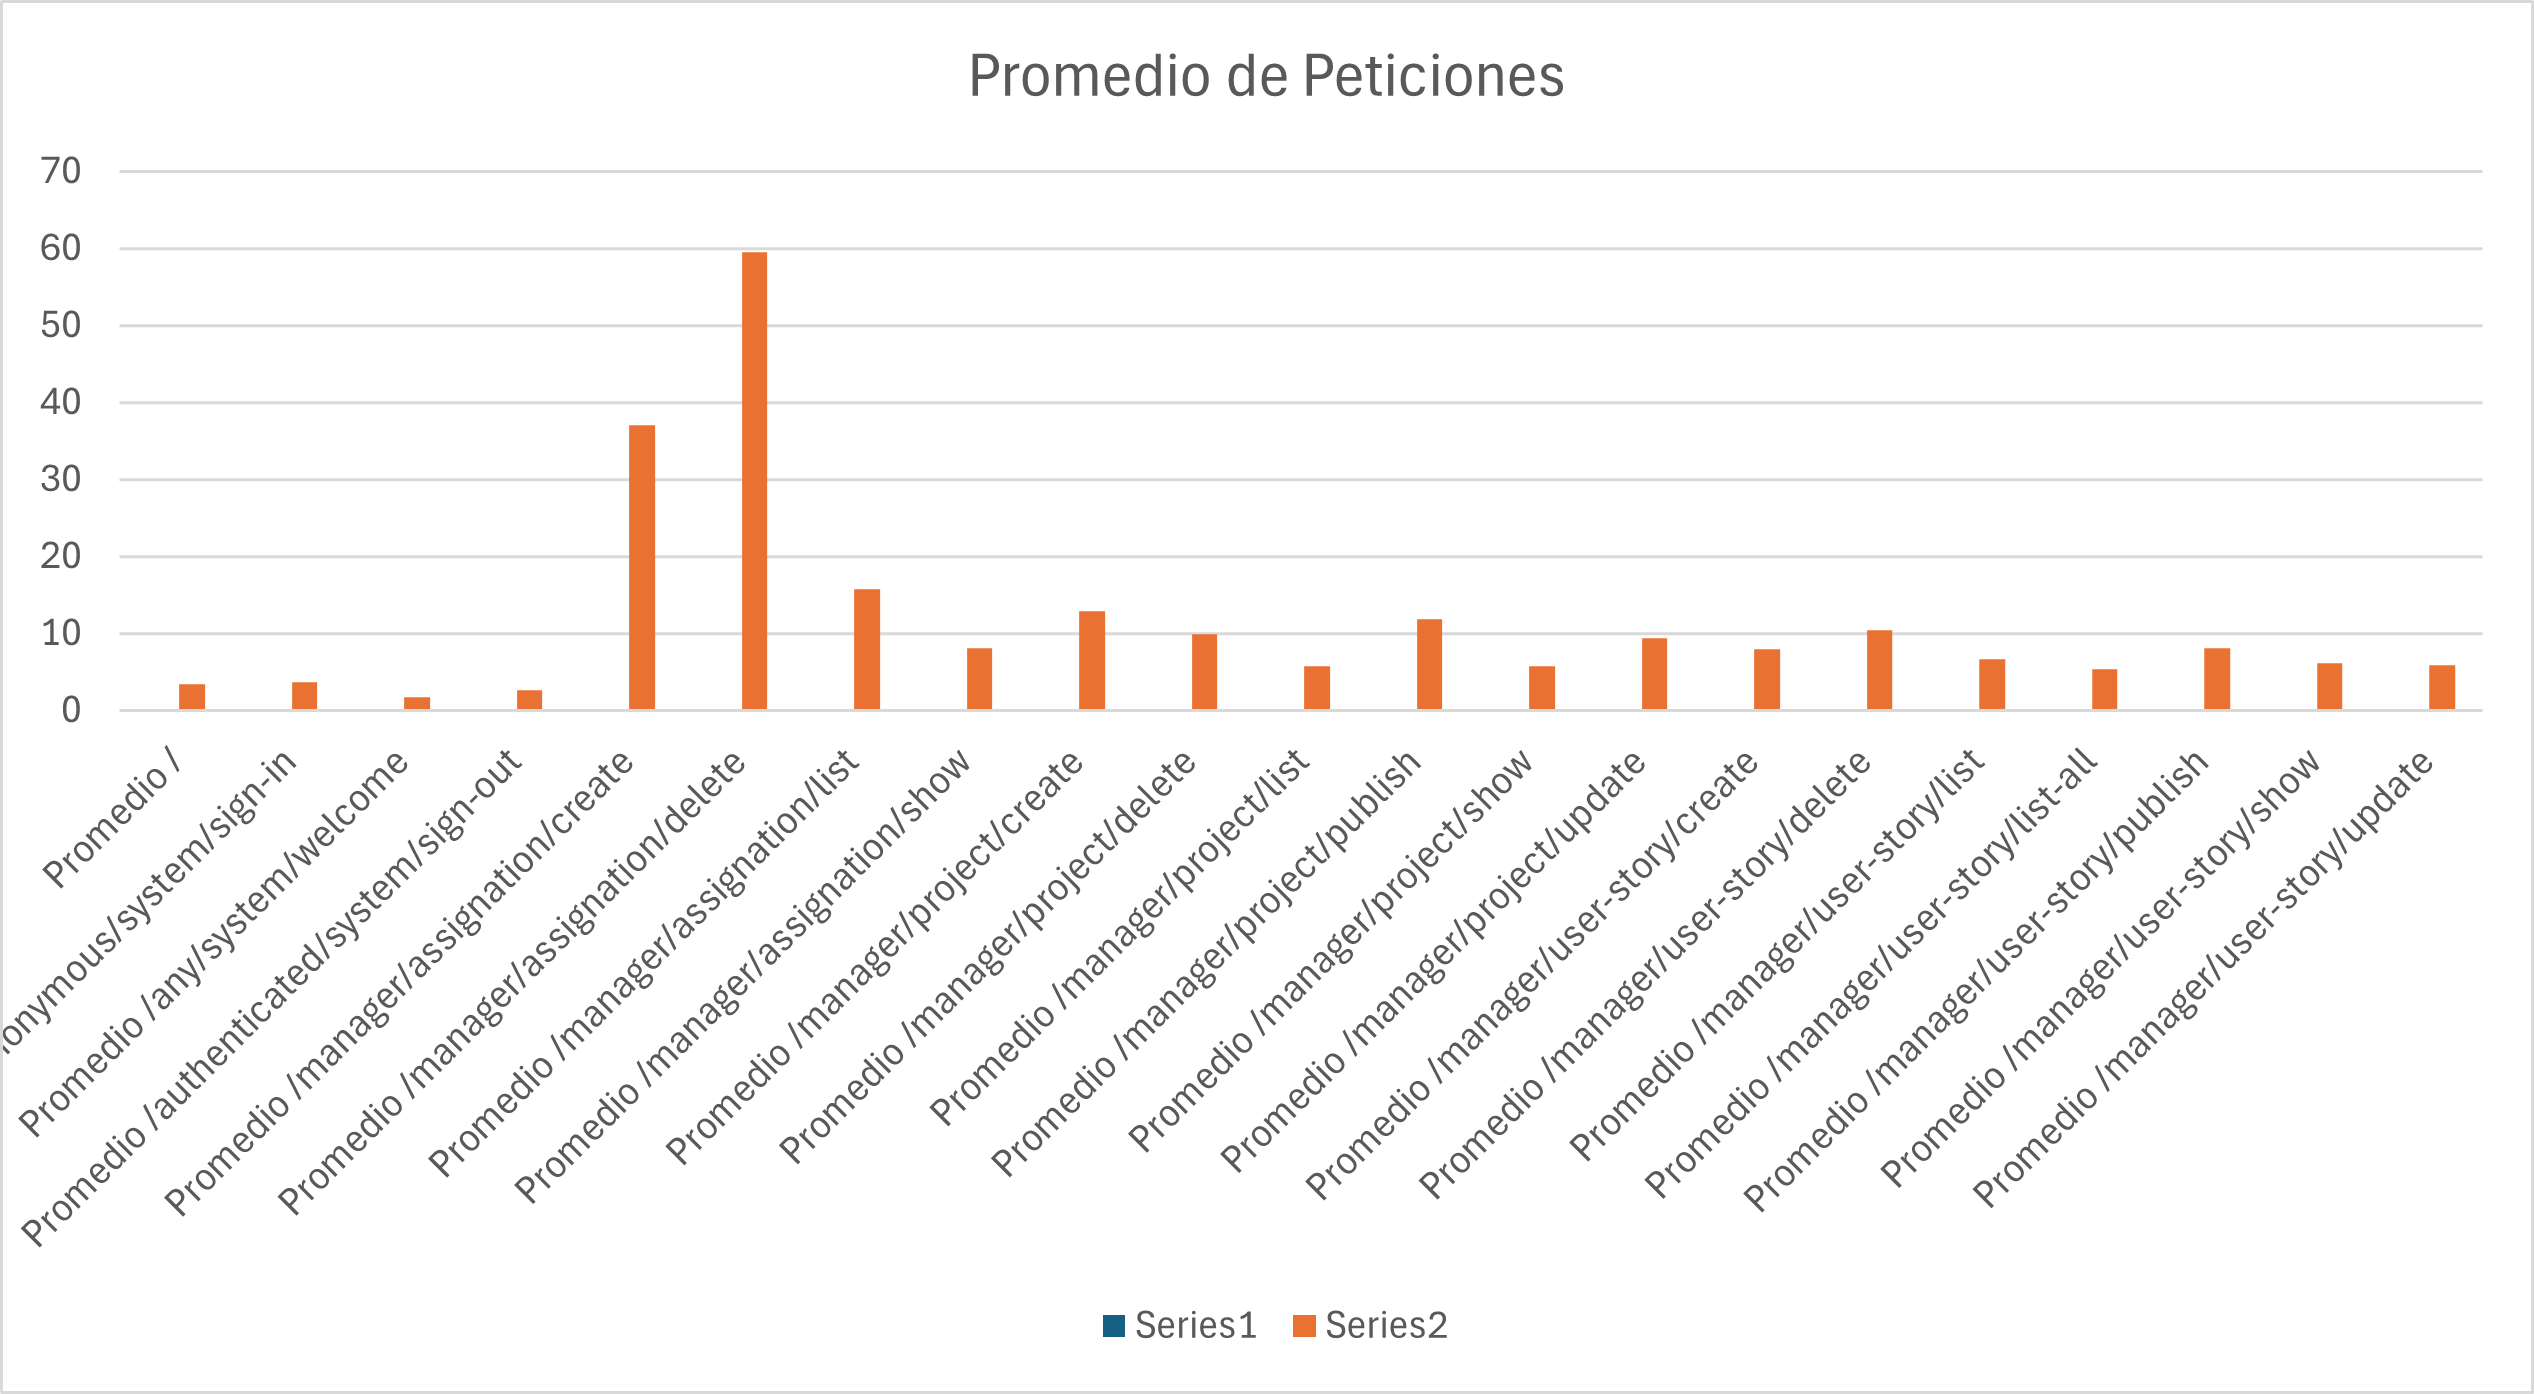 Promedio de Peticiones
70
60
50
40
30
20
10
0
Promedio /
onymous/system/sign-in
Promedio /any/system/welcome
Promedio /authenticated/system/sign-out
Promedio /manager/assignation/create
Promedio /manager/assignation/delete
Promedio /manager/assignation/list
Promedio /manager/assignation/show
Promedio /manager/project/create
Promedio /manager/project/delete
Promedio /manager/project/list
Promedio /manager/project/publish
Promedio /manager/project/show
Promedio /manager/project/update
Promedio /manager/user-story/create
Promedio /manager/user-story/delete
Promedio /manager/user-story/list
Promedio /manager/user-story/list-all
Promedio /manager/user-story/publish
Promedio /manager/user-story/show
Promedio /manager/user-story/update
Series1
Series2